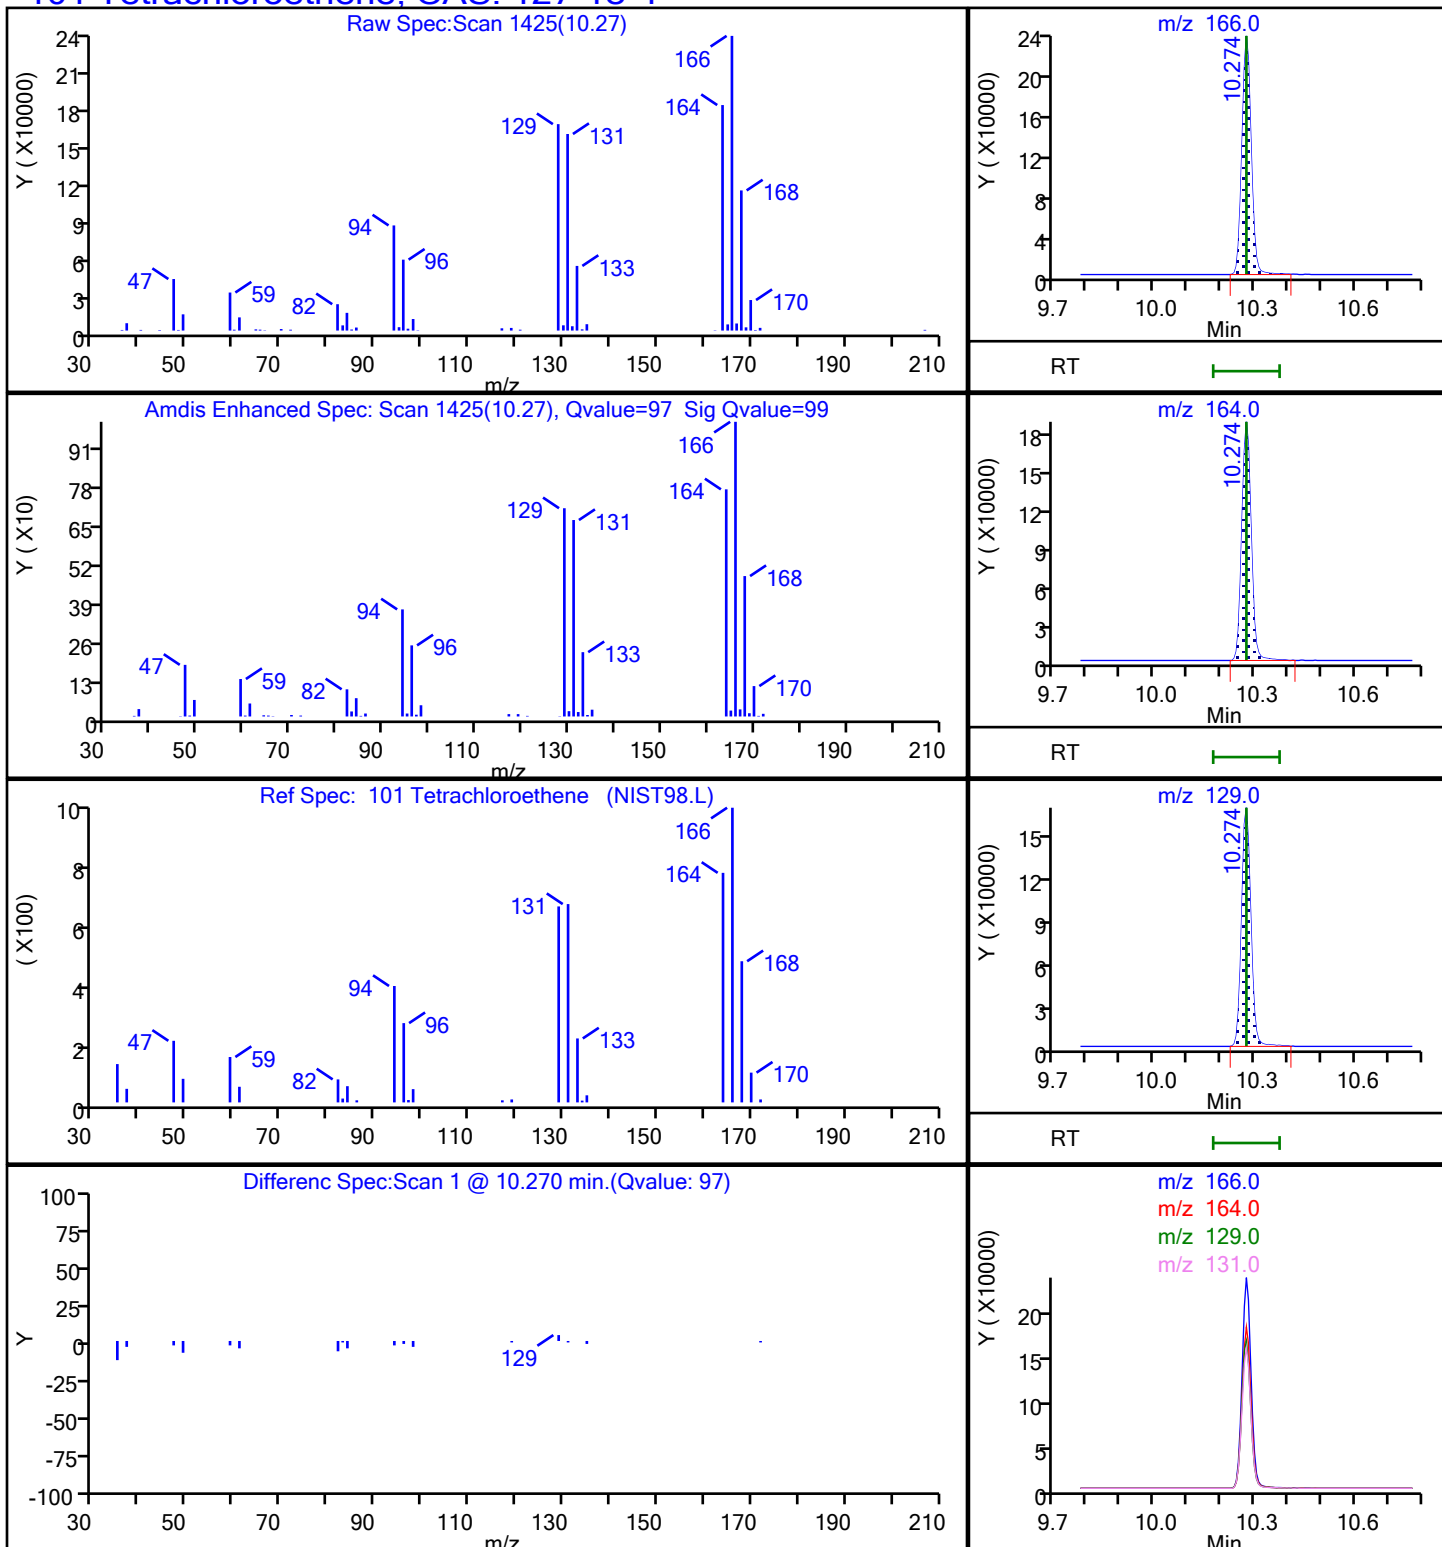 101 Tetrachloroethene, CAS: 127-18-4
Raw Spec:Scan 1425(10.27)
Y ( X10000)
24
21
18
15
12
9
6
3
0
47
59
82
94
96
129
131
133
164
166
168
170
30 50 70 90 110 130 150 170 190 210
m/z
m/z 166.0
Y ( X10000)
24
20
16
12
8
4
0
10.274
9.7 10.0 10.3 10.6
Min
RT
Amdis Enhanced Spec: Scan 1425(10.27), Qvalue=97 Sig Qvalue=99
Y ( X10)
91
78
65
52
39
26
13
0
47
59
82
94
96
129
131
133
164
166
168
170
30 50 70 90 110 130 150 170 190 210
m/z
m/z 164.0
Y ( X10000)
18
15
12
9
6
3
0
10.274
9.7 10.0 10.3 10.6
Min
RT
Ref Spec: 101 Tetrachloroethene (NIST98.L)
( X100)
10
8
6
4
2
0
47
59
82
94
96
131
133
164
166
168
170
30 50 70 90 110 130 150 170 190 210
m/z 129.0
Y ( X10000)
15
12
9
6
3
0
10.274
9.7 10.0 10.3 10.6
Min
RT
Differenc Spec:Scan 1 @ 10.270 min.(Qvalue: 97)
Y
100
75
50
25
0
-25
-50
-75
-100
129
30 50 70 90 110 130 150 170 190 210
m/z
m/z 166.0
m/z 164.0
m/z 129.0
m/z 131.0
Y ( X10000)
20
15
10
5
0
9.7 10.0 10.3 10.6
Min